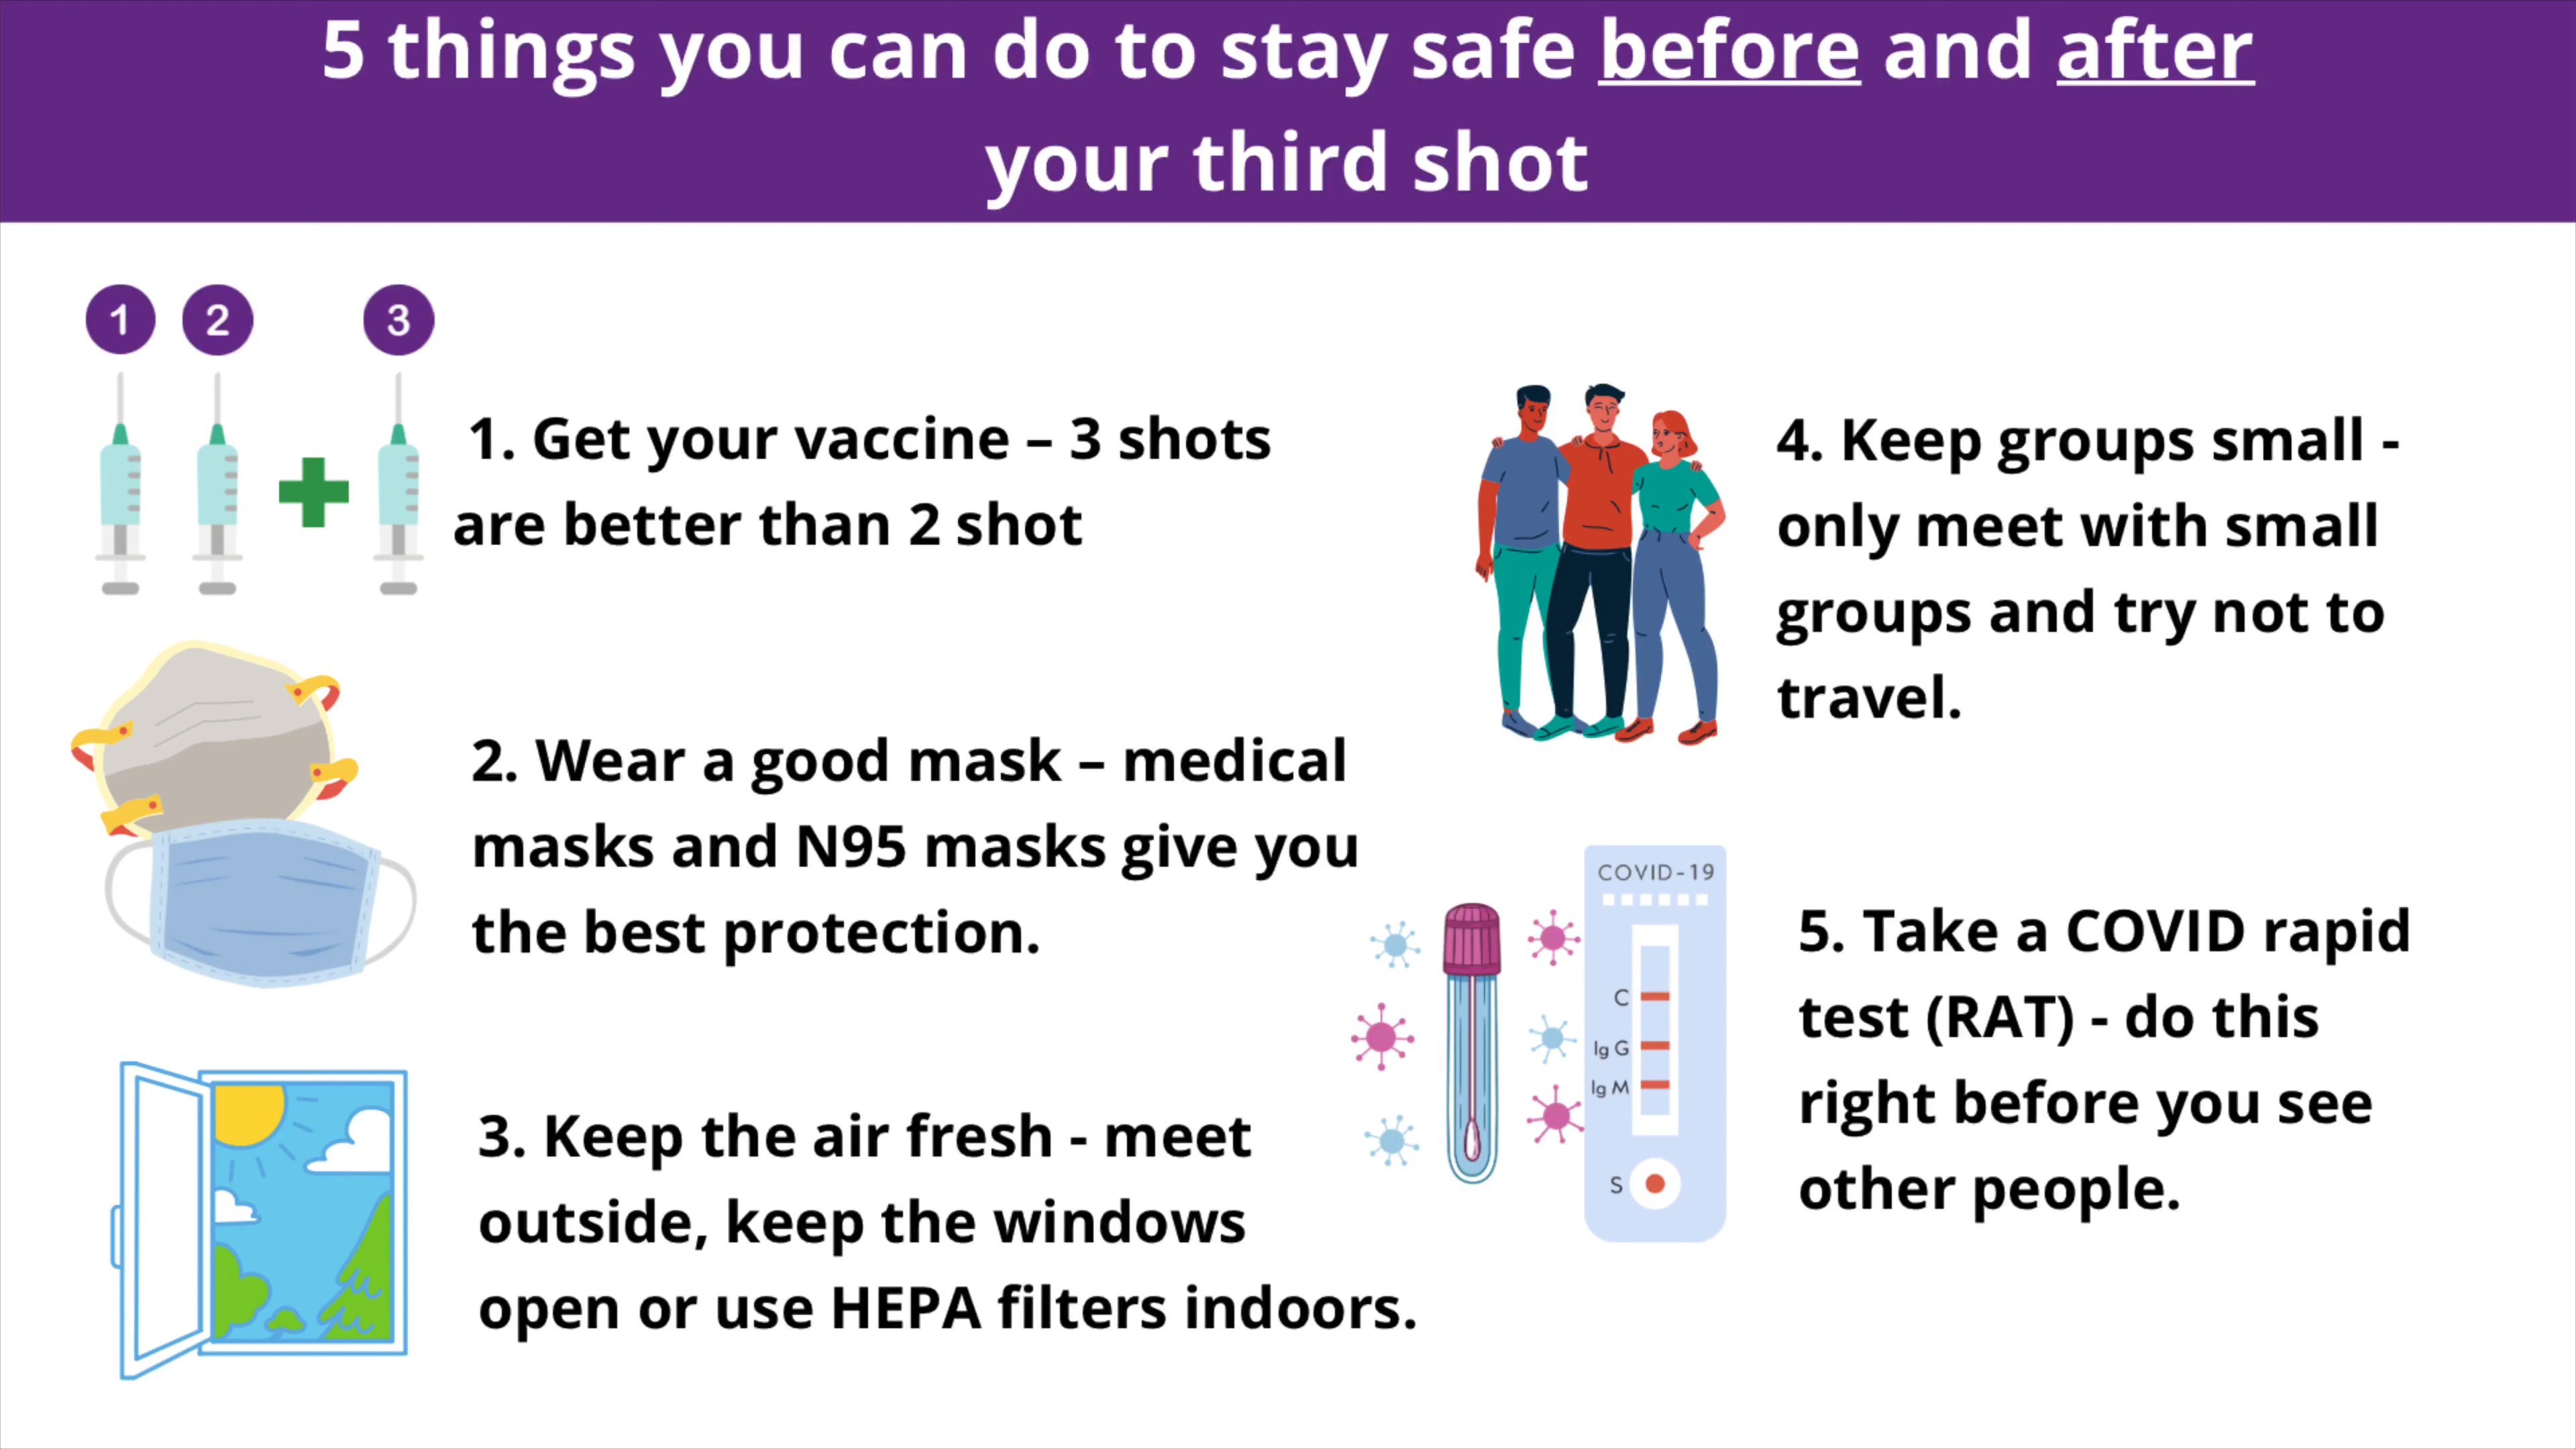 5 things you can do to stay safe before and after
your third shot
1 2 3
1. Get your vaccine – 3 shots
are better than 2 shot
2. Wear a good mask – medical
masks and N95 masks give you
the best protection.
3. Keep the air fresh - meet
outside, keep the windows
open or use HEPA filters indoors.
4. Keep groups small -
only meet with small
groups and try not to
travel.
COVID-19
C
Ig G
Ig M
S
5. Take a COVID rapid
test (RAT) - do this
right before you see
other people.